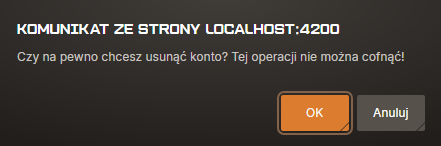 KOMUNIKAT ZE STRONY LOCALHOST:4200
Czy na pewno chcesz usunąć konto? Tej operacji nie można cofnąć!
OK
Anuluj